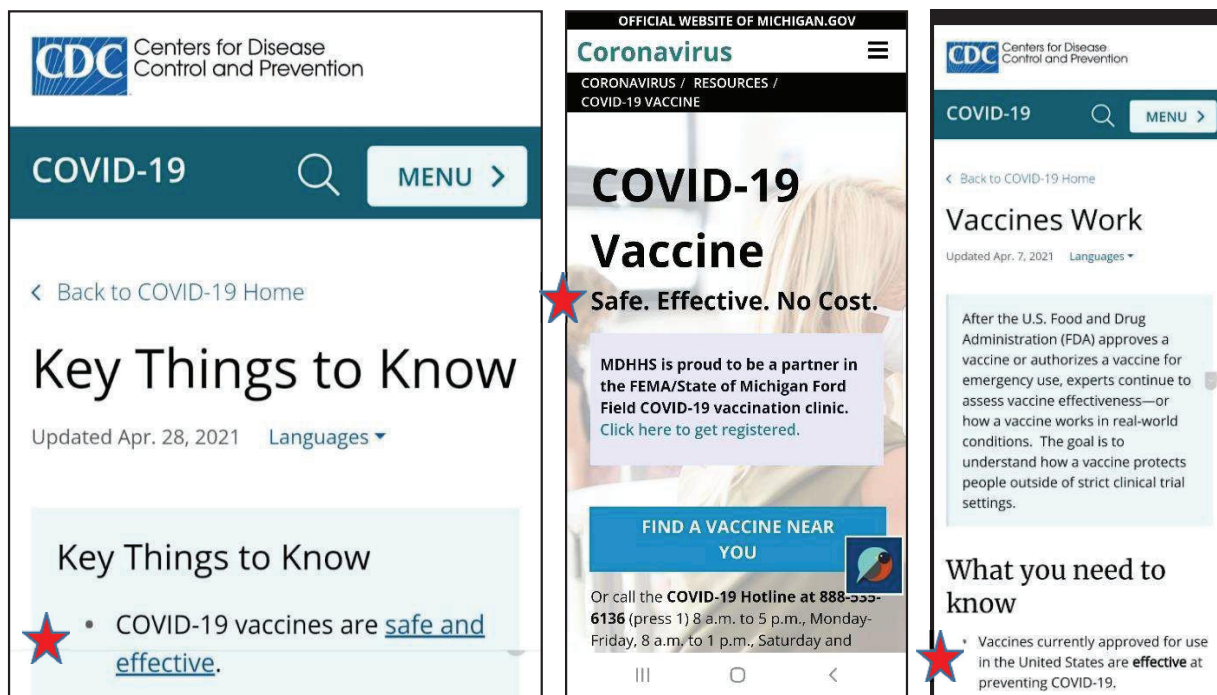 CDC
Centers for Disease
Control and Prevention
COVID-19
MENU
Back to COVID-19 Home
Key Things to Know
Updated Apr. 28, 2021 Languages
Key Things to Know
• COVID-19 vaccines are safe and
effective.
OFFICIAL WEBSITE OF MICHIGAN.GOV
Coronavirus
CORONAVIRUS / RESOURCES /
COVID-19 VACCINE
COVID-19
Vaccine
Safe. Effective. No Cost.
MDHHS is proud to be a partner in
the FEMA/State of Michigan Ford
Field COVID-19 vaccination clinic.
Click here to get registered.
FIND A VACCINE NEAR
YOU
Or call the COVID-19 Hotline at 888-535-
6136 (press 1) 8 a.m. to 5 p.m., Monday-
Friday, 8 a.m. to 1 p.m., Saturday and
CDC
Centers for Disease
Control and Prevention
COVID-19
MENU
Back to COVID-19 Home
Vaccines Work
Updated Apr. 7, 2021 Languages
After the U.S. Food and Drug
Administration (FDA) approves a
vaccine or authorizes a vaccine for
emergency use, experts continue to
assess vaccine effectiveness—or
how a vaccine works in real-world
conditions. The goal is to
understand how a vaccine protects
people outside of strict clinical trial
settings.
What you need to
know
• Vaccines currently approved for use
in the United States are effective at
preventing COVID-19.